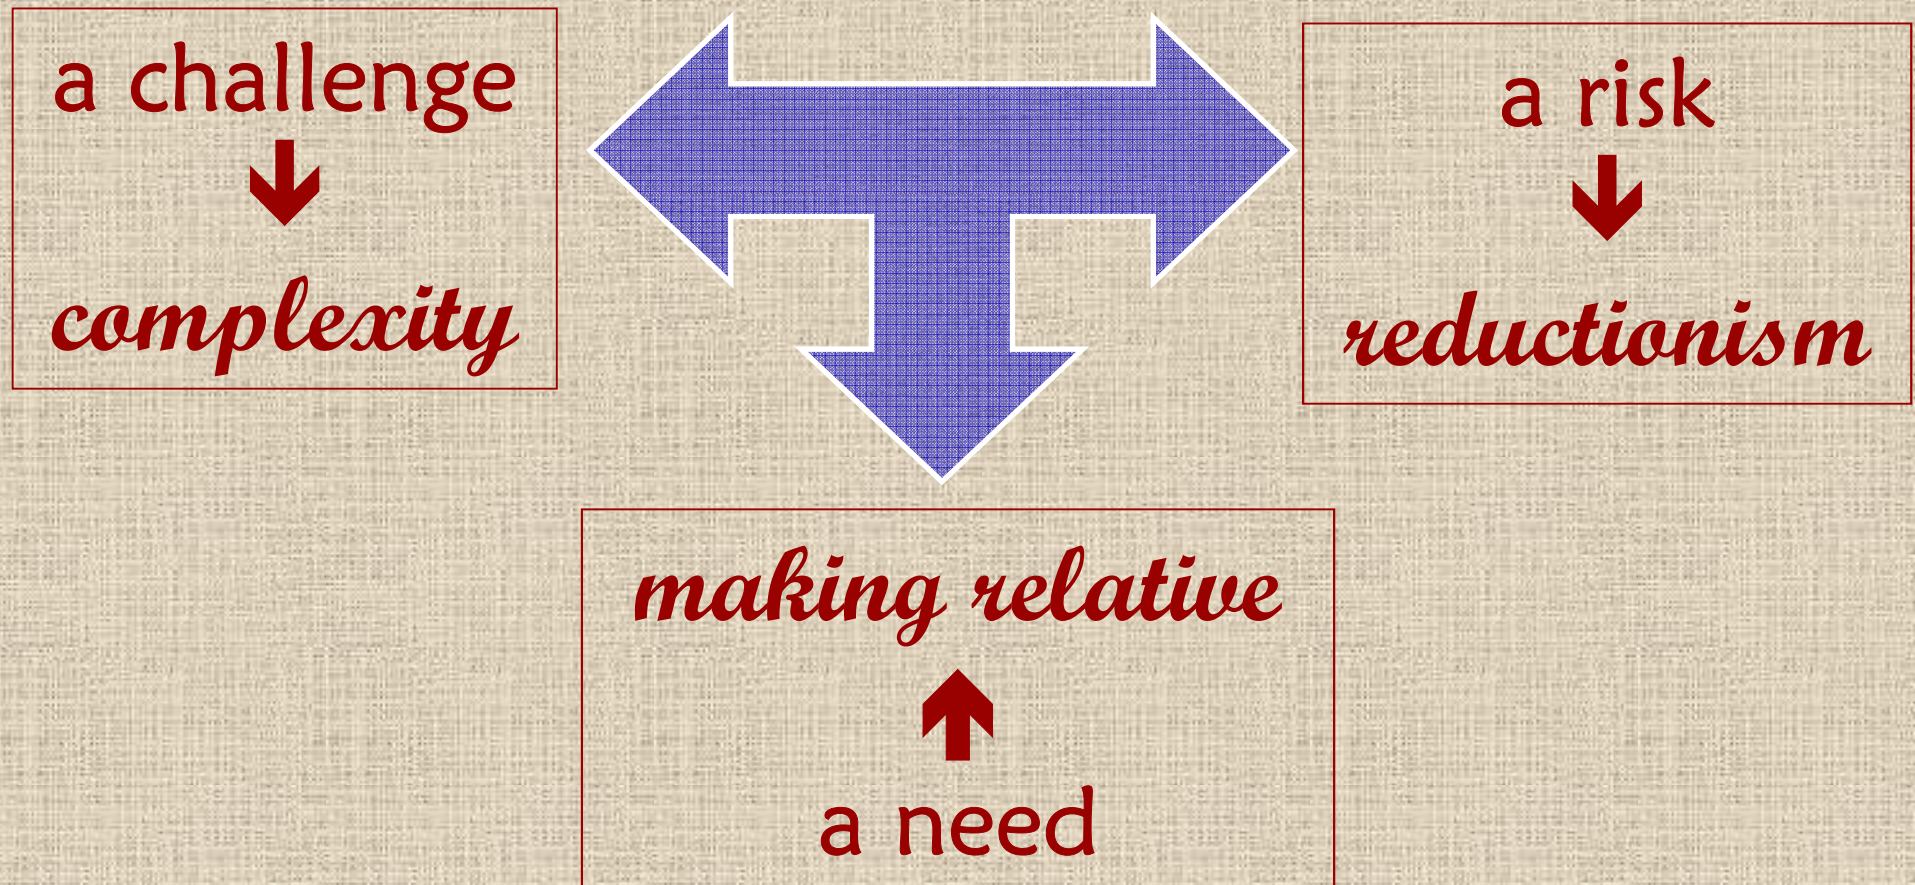 a challenge
complexity
a risk
reductionism
making relative
a need